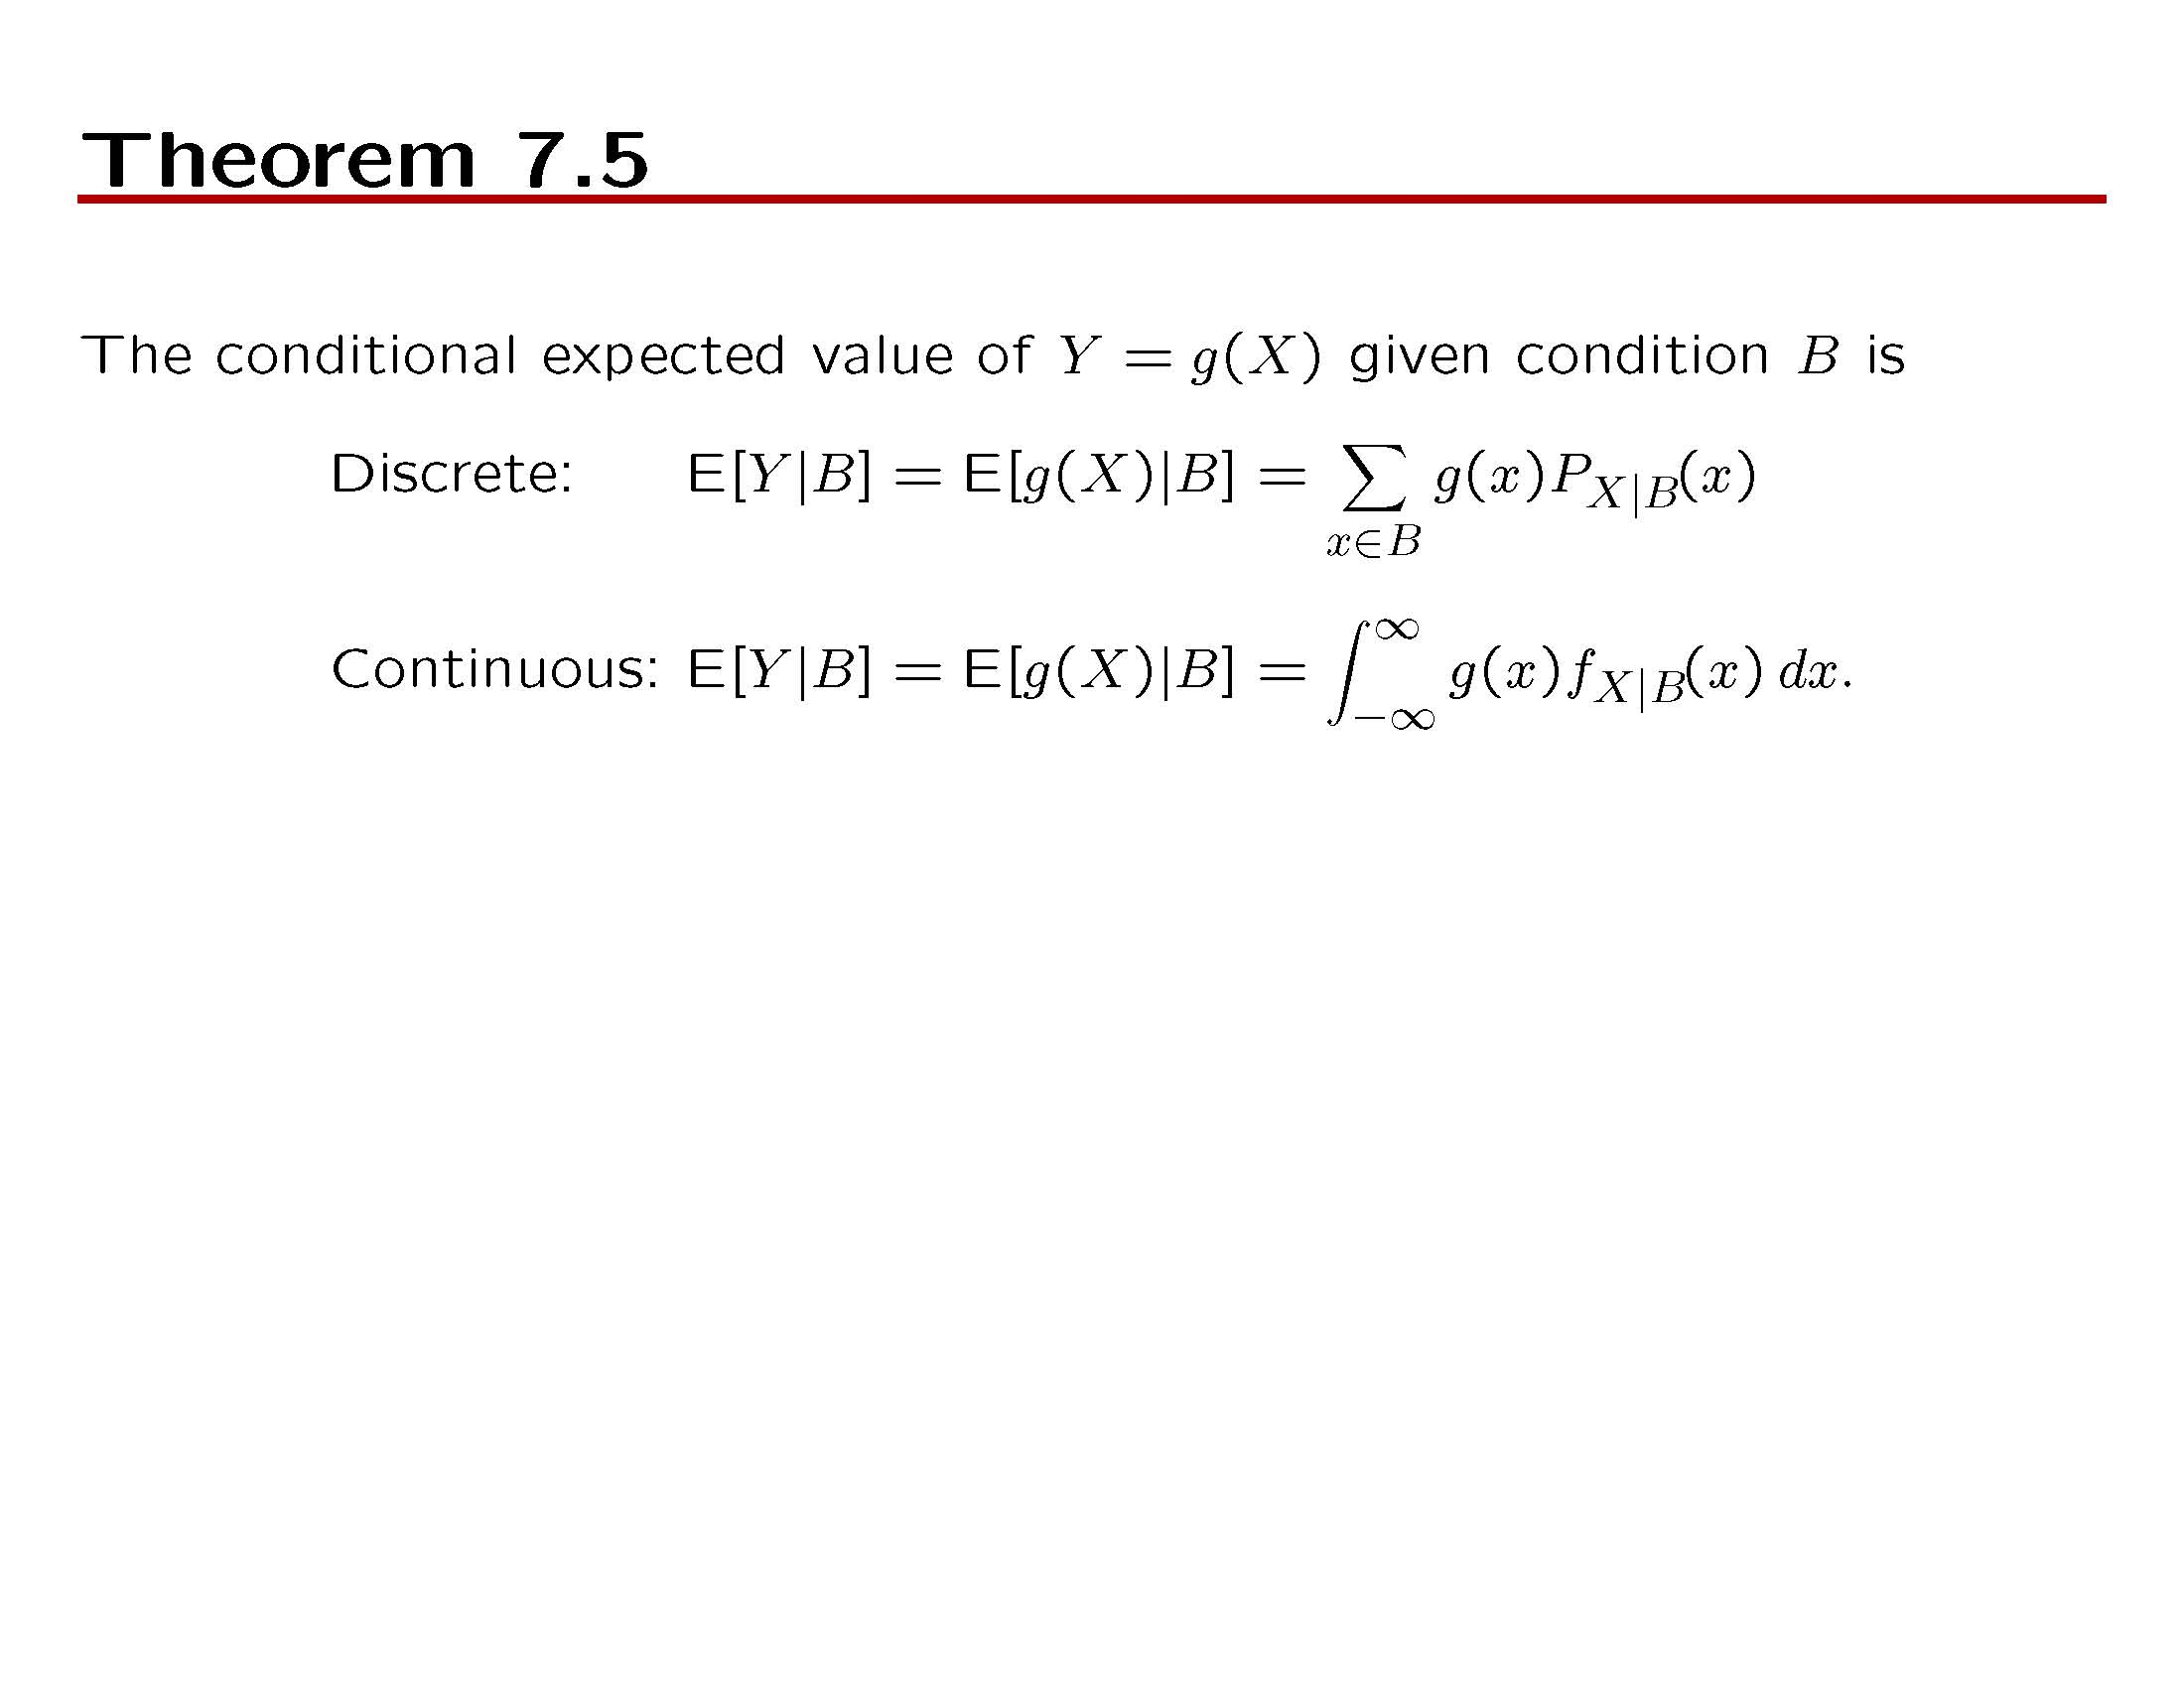 Theorem 7.5
The conditional expected value of Y = g(X) given condition B is
Discrete: E[Y|B] = E[g(X)|B] = ∑_{x∈B} g(x)P_{X|B}(x)
Continuous: E[Y|B] = E[g(X)|B] = ∫_{−∞}^{∞} g(x)f_{X|B}(x) dx.